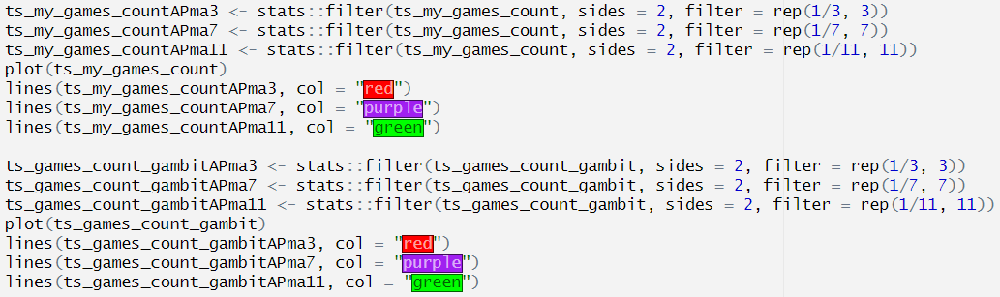 ts_my_games_countAPma3 <- stats::filter(ts_my_games_count, sides = 2, filter = rep(1/3, 3))
ts_my_games_countAPma7 <- stats::filter(ts_my_games_count, sides = 2, filter = rep(1/7, 7))
ts_my_games_countAPma11 <- stats::filter(ts_my_games_count, sides = 2, filter = rep(1/11, 11))
plot(ts_my_games_count)
lines(ts_my_games_countAPma3, col = "red")
lines(ts_my_games_countAPma7, col = "purple")
lines(ts_my_games_countAPma11, col = "green")

ts_games_count_gambitAPma3 <- stats::filter(ts_games_count_gambit, sides = 2, filter = rep(1/3, 3))
ts_games_count_gambitAPma7 <- stats::filter(ts_games_count_gambit, sides = 2, filter = rep(1/7, 7))
ts_games_count_gambitAPma11 <- stats::filter(ts_games_count_gambit, sides = 2, filter = rep(1/11, 11))
plot(ts_games_count_gambit)
lines(ts_games_count_gambitAPma3, col = "red")
lines(ts_games_count_gambitAPma7, col = "purple")
lines(ts_games_count_gambitAPma11, col = "green")